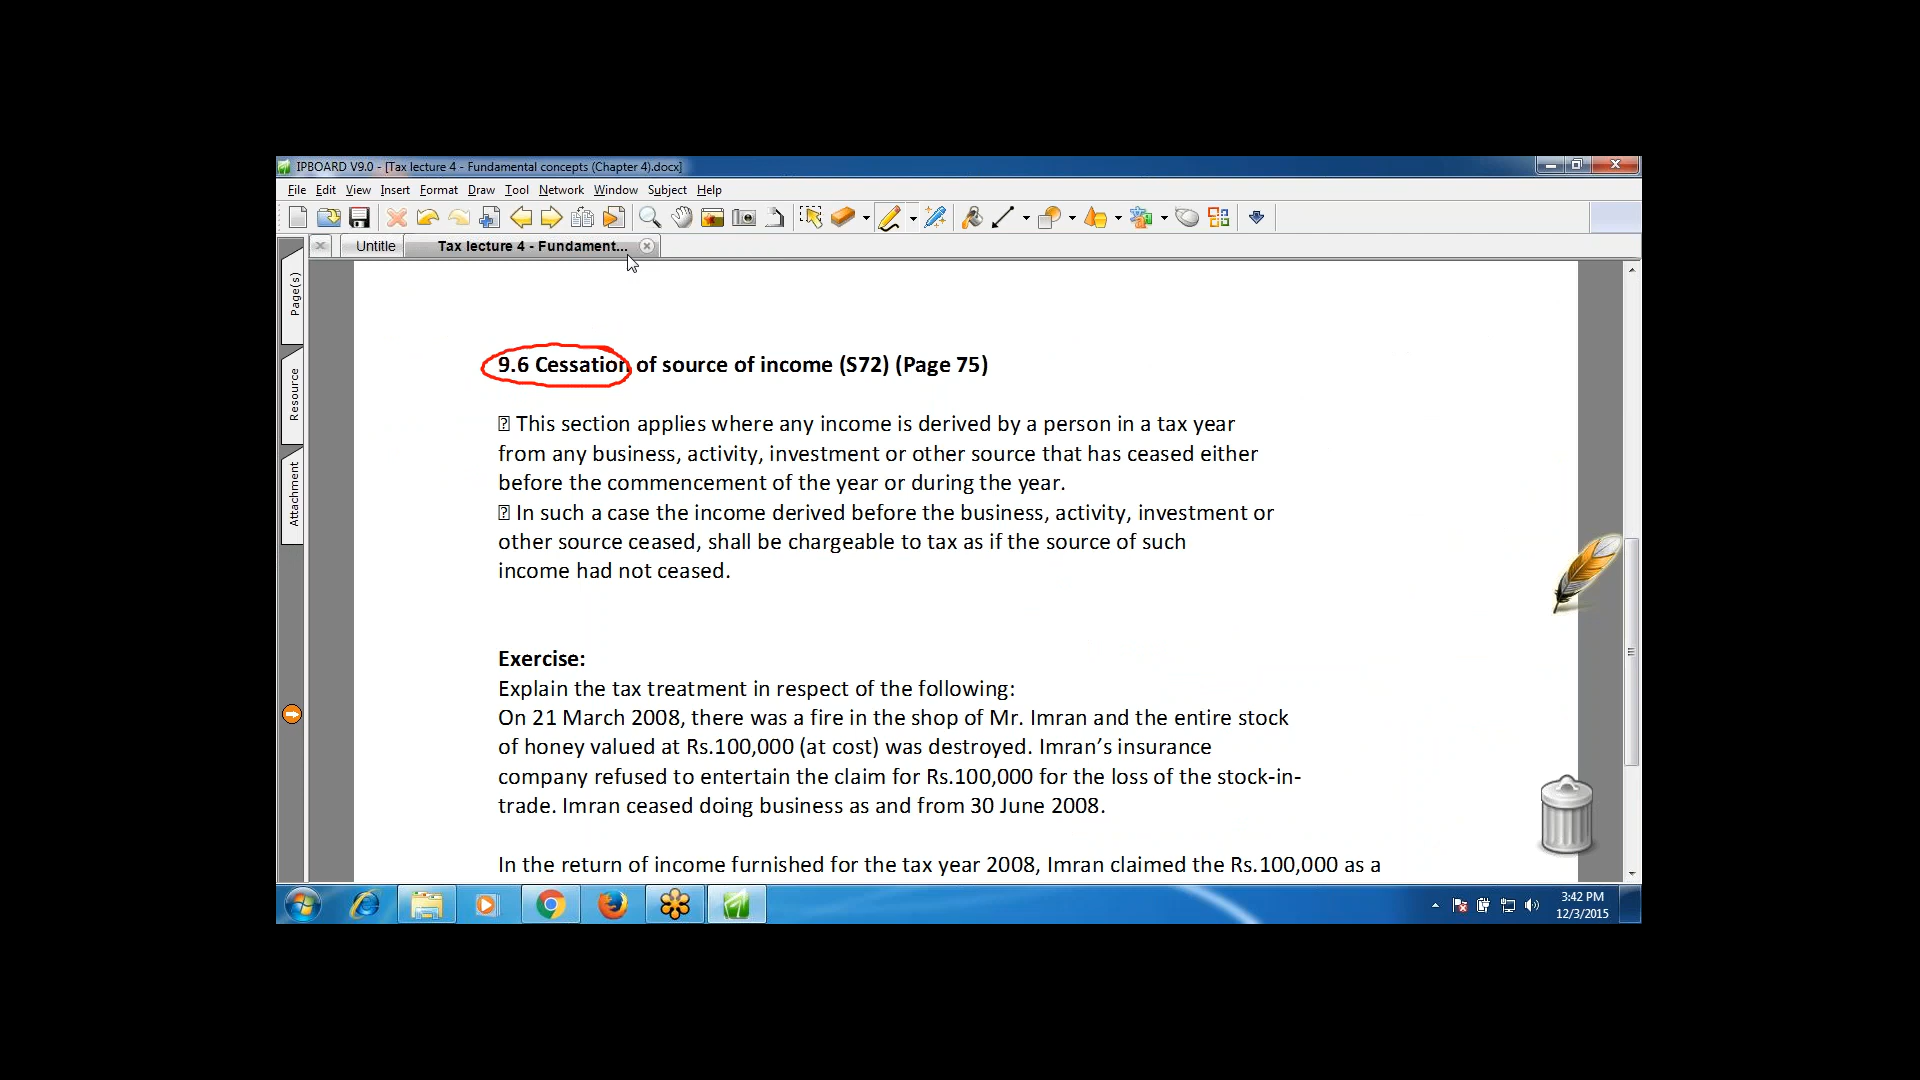 IPBOARD V9.0 - [Tax lecture 4 - Fundamental concepts (Chapter 4).docx]
File Edit View Insert Format Draw Tool Network Window Subject Help
Untitle Tax lecture 4 - Fundament...
Page(s)
Resource
Attachment
9.6 Cessation of source of income (S72) (Page 75)
This section applies where any income is derived by a person in a tax year
from any business, activity, investment or other source that has ceased either
before the commencement of the year or during the year.
In such a case the income derived before the business, activity, investment or
other source ceased, shall be chargeable to tax as if the source of such
income had not ceased.
Exercise:
Explain the tax treatment in respect of the following:
On 21 March 2008, there was a fire in the shop of Mr. Imran and the entire stock
of honey valued at Rs.100,000 (at cost) was destroyed. Imran’s insurance
company refused to entertain the claim for Rs.100,000 for the loss of the stock-in-
trade. Imran ceased doing business as and from 30 June 2008.
In the return of income furnished for the tax year 2008, Imran claimed the Rs.100,000 as a
3:42 PM
12/3/2015